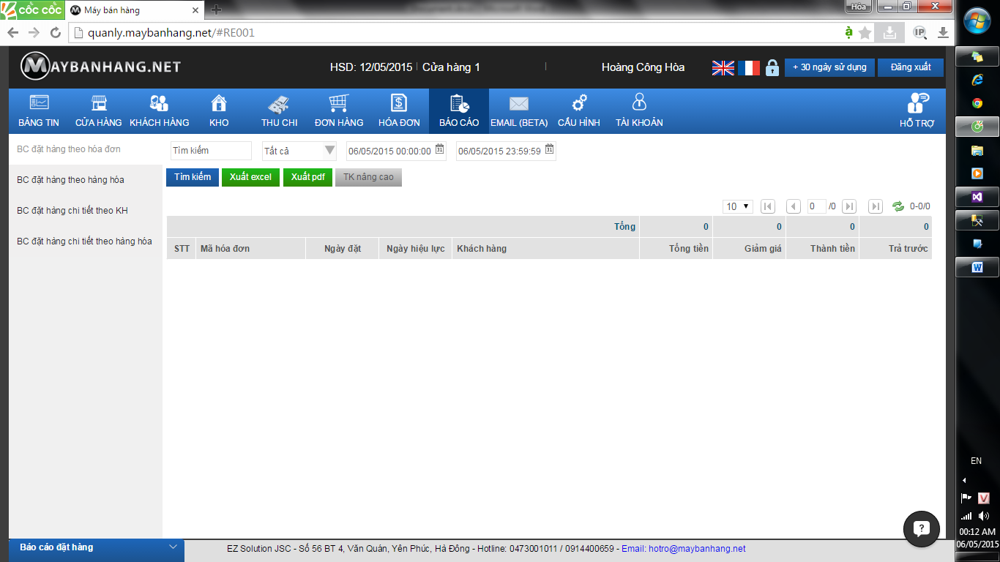 cốc cốc Máy bán hàng Hòa
quanly.maybanhang.net/#RE001
MAYBANHANG.NET HSD: 12/05/2015 Cửa hàng 1 Hoàng Công Hòa + 30 ngày sử dụng Đăng xuất
BẢNG TIN CỬA HÀNG KHÁCH HÀNG KHO THU CHI ĐƠN HÀNG HÓA ĐƠN BÁO CÁO EMAIL (BETA) CẤU HÌNH TÀI KHOẢN HỖ TRỢ
BC đặt hàng theo hóa đơn Tìm kiếm Tất cả 06/05/2015 00:00:00 06/05/2015 23:59:59
BC đặt hàng theo hàng hóa Tìm kiếm Xuất excel Xuất pdf TK nâng cao
BC đặt hàng chi tiết theo KH 10 0 /0 0-0/0
Tổng 0 0 0 0
BC đặt hàng chi tiết theo hàng hóa STT Mã hóa đơn Ngày đặt Ngày hiệu lực Khách hàng Tổng tiền Giảm giá Thành tiền Trả trước
EN
00:12 AM
06/05/2015
Báo cáo đặt hàng EZ Solution JSC - Số 56 BT 4, Văn Quán, Yên Phúc, Hà Đông - Hotline: 0473001011 / 0914400659 - Email: hotro@maybanhang.net